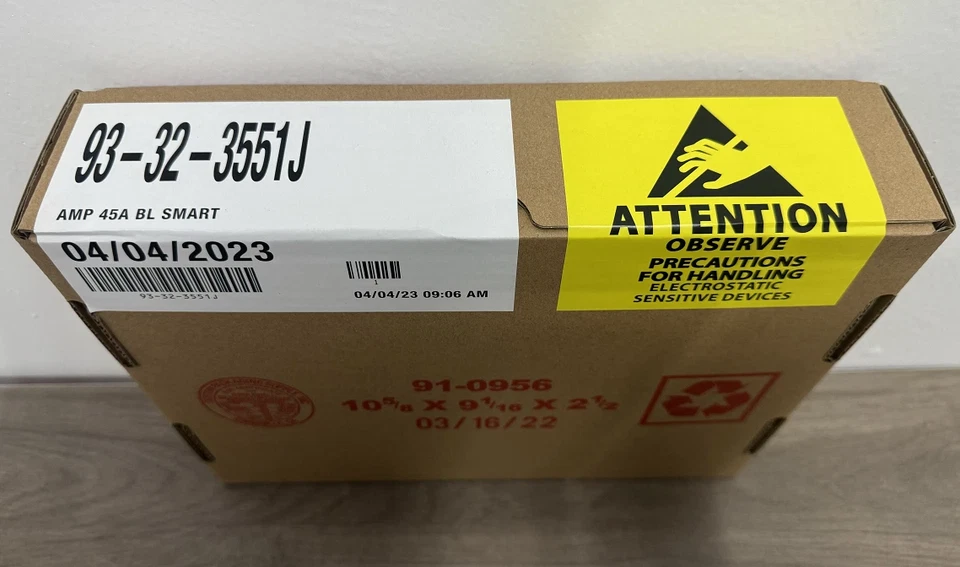 93-32-3551J
AMP 45A BL SMART
04/04/2023
93-32-3551J
1
04/04/23 09:06 AM
ATTENTION
OBSERVE
PRECAUTIONS
FOR HANDLING
ELECTROSTATIC
SENSITIVE DEVICES
91-0956
10⅝ X 9 1/16 X 2½
03/16/22